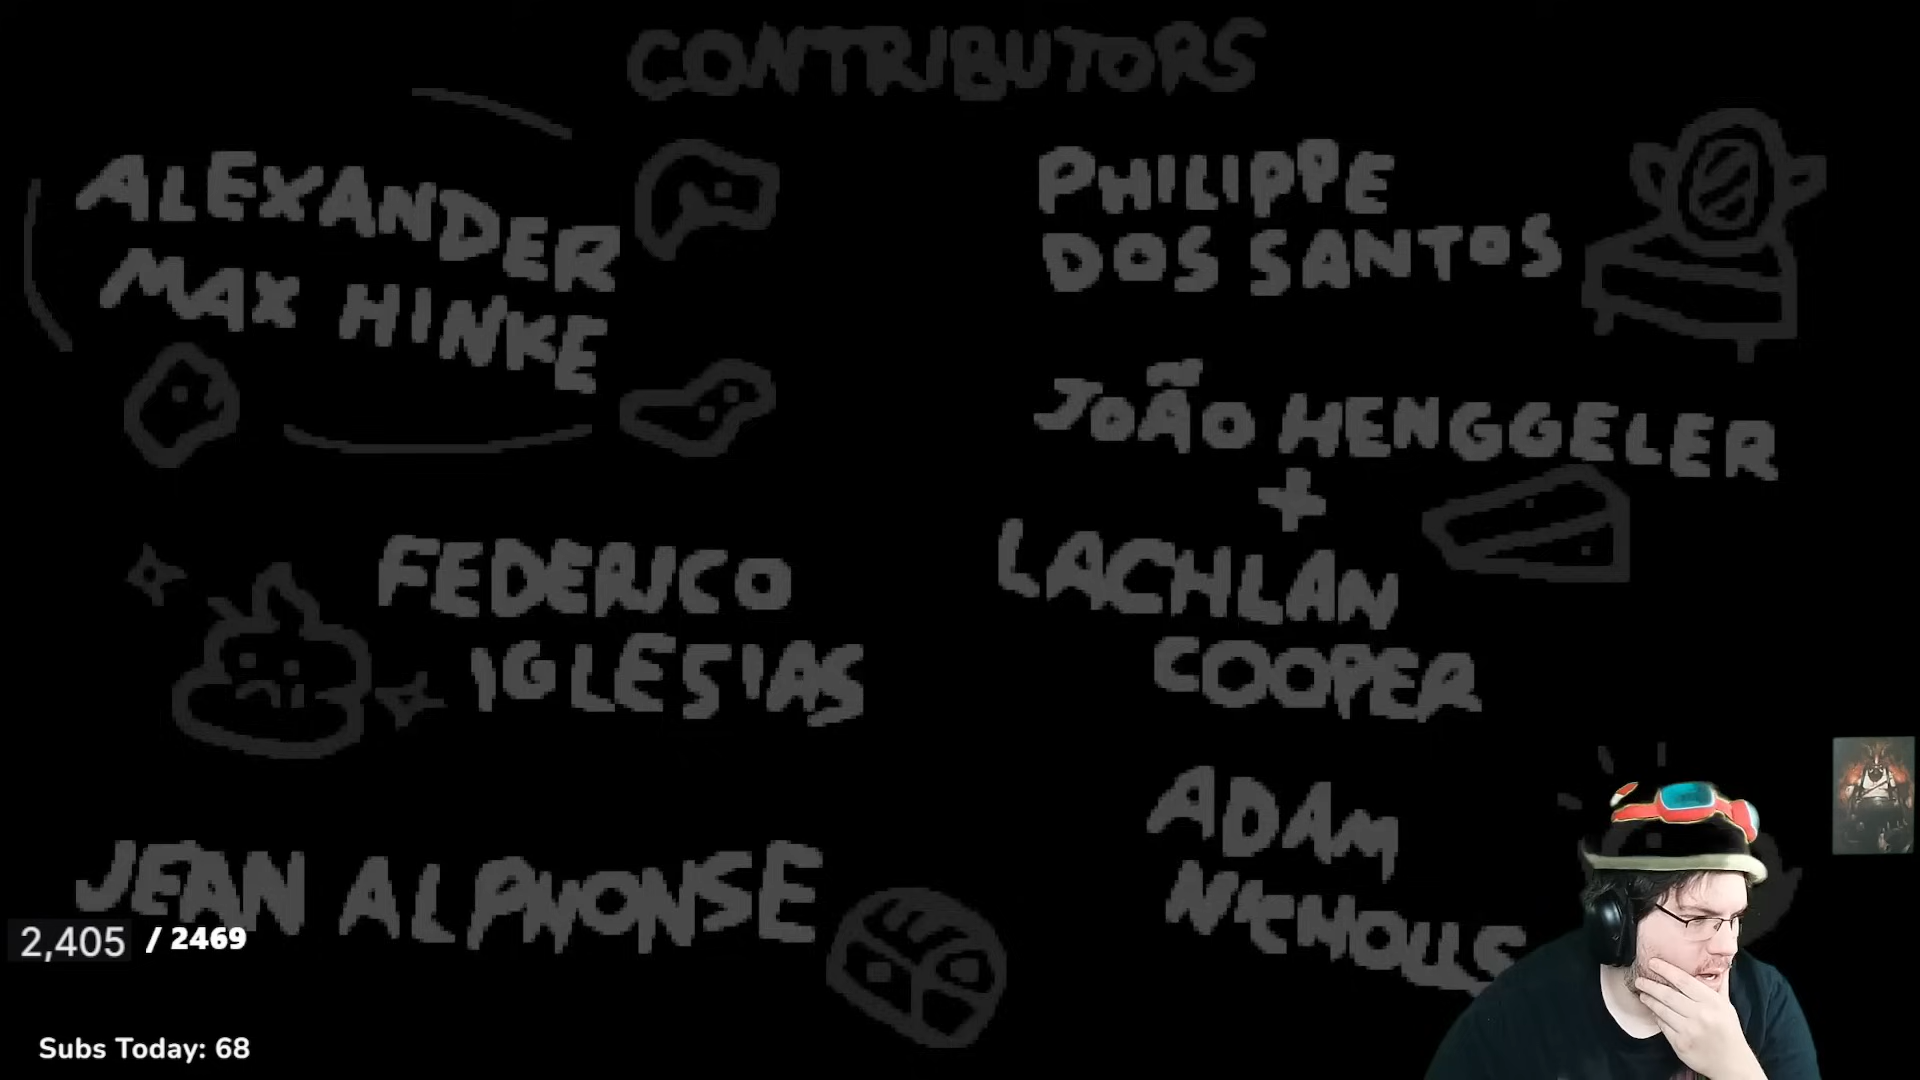 CONTRIBUTORS
ALEXANDER
MAX HINKE
PHILIPPE
DOS SANTOS
JOÃO HENGGELER
+
LACHLAN
COOPER
FEDERICO
IGLESIAS
ADAM
NICHOLLS
JEAN ALPHONSE
2,405 / 2469
Subs Today: 68